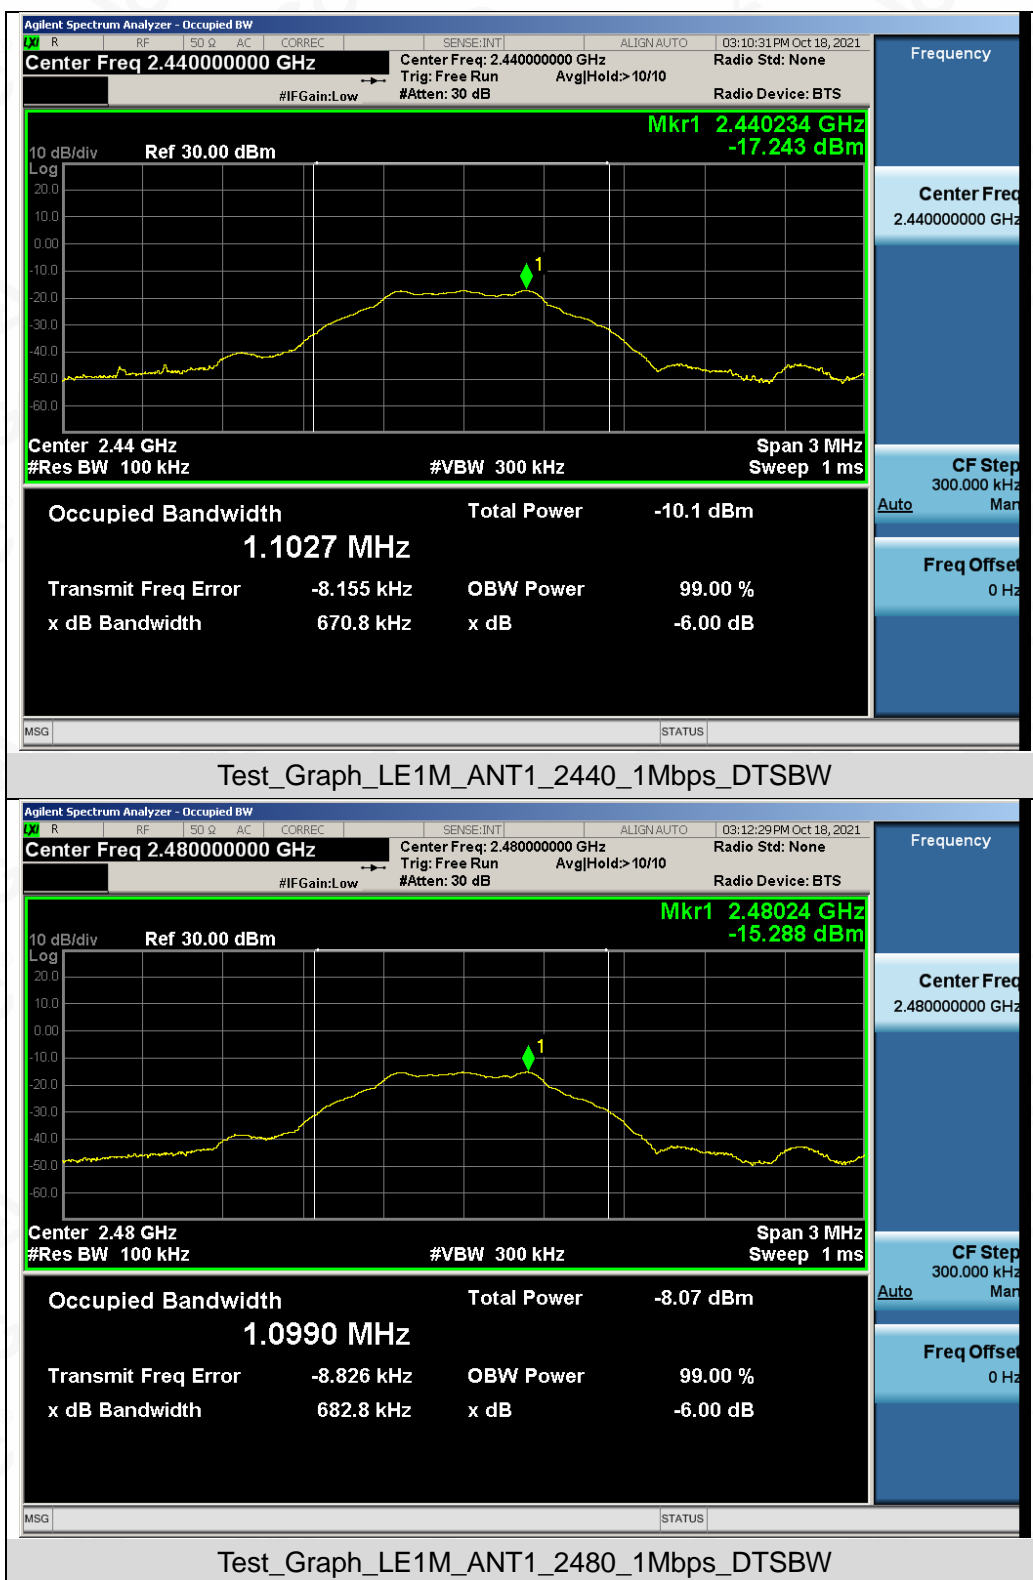 Agilent Spectrum Analyzer - Occupied BW
LXI R RF 50 Ω AC CORREC SENSE:INT ALIGN AUTO 03:10:31 PM Oct 18, 2021
Center Freq 2.440000000 GHz Center Freq: 2.440000000 GHz Radio Std: None
Trig: Free Run Avg|Hold:> 10/10
#IFGain:Low #Atten: 30 dB Radio Device: BTS
Frequency
Mkr1 2.440234 GHz
-17.243 dBm
10 dB/div Ref 30.00 dBm
Log
20.0
10.0
0.00
-10.0
-20.0
-30.0
-40.0
-50.0
-60.0
1
Center 2.44 GHz Span 3 MHz
#Res BW 100 kHz #VBW 300 kHz Sweep 1 ms
Center Freq
2.440000000 GHz
CF Step
300.000 kHz
Auto Man
Freq Offset
0 Hz
Occupied Bandwidth Total Power -10.1 dBm
1.1027 MHz
Transmit Freq Error -8.155 kHz OBW Power 99.00 %
x dB Bandwidth 670.8 kHz x dB -6.00 dB
MSG STATUS
Test_Graph_LE1M_ANT1_2440_1Mbps_DTSBW
Agilent Spectrum Analyzer - Occupied BW
LXI R RF 50 Ω AC CORREC SENSE:INT ALIGN AUTO 03:12:29 PM Oct 18, 2021
Center Freq 2.480000000 GHz Center Freq: 2.480000000 GHz Radio Std: None
Trig: Free Run Avg|Hold:> 10/10
#IFGain:Low #Atten: 30 dB Radio Device: BTS
Frequency
Mkr1 2.48024 GHz
-15.288 dBm
10 dB/div Ref 30.00 dBm
Log
20.0
10.0
0.00
-10.0
-20.0
-30.0
-40.0
-50.0
-60.0
1
Center 2.48 GHz Span 3 MHz
#Res BW 100 kHz #VBW 300 kHz Sweep 1 ms
Center Freq
2.480000000 GHz
CF Step
300.000 kHz
Auto Man
Freq Offset
0 Hz
Occupied Bandwidth Total Power -8.07 dBm
1.0990 MHz
Transmit Freq Error -8.826 kHz OBW Power 99.00 %
x dB Bandwidth 682.8 kHz x dB -6.00 dB
MSG STATUS
Test_Graph_LE1M_ANT1_2480_1Mbps_DTSBW